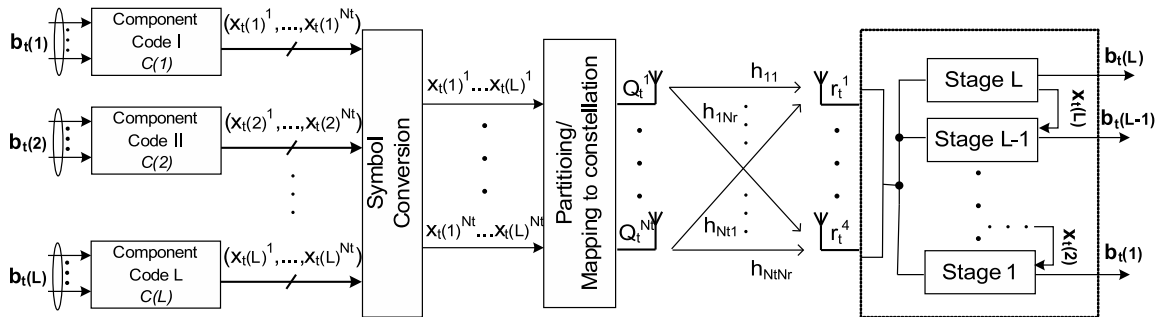 b_t(1)
Component
Code I
C(1)
(x_t(1)^1,...,x_t(1)^Nt)
b_t(2)
Component
Code II
C(2)
(x_t(2)^1,...,x_t(2)^Nt)
b_t(L)
Component
Code L
C(L)
(x_t(L)^1,...,x_t(L)^Nt)
Symbol
Conversion
x_t(1)^1...x_t(L)^1
x_t(1)^Nt...x_t(L)^Nt
Partitioing/
Mapping to constellation
Q_t^1
Q_t^Nt
h_11
h_1Nr
h_Nt1
h_NtNr
r_t^1
r_t^4
Stage L
b_t(L)
x_t(L)
Stage L-1
b_t(L-1)
x_t(2)
Stage 1
b_t(1)